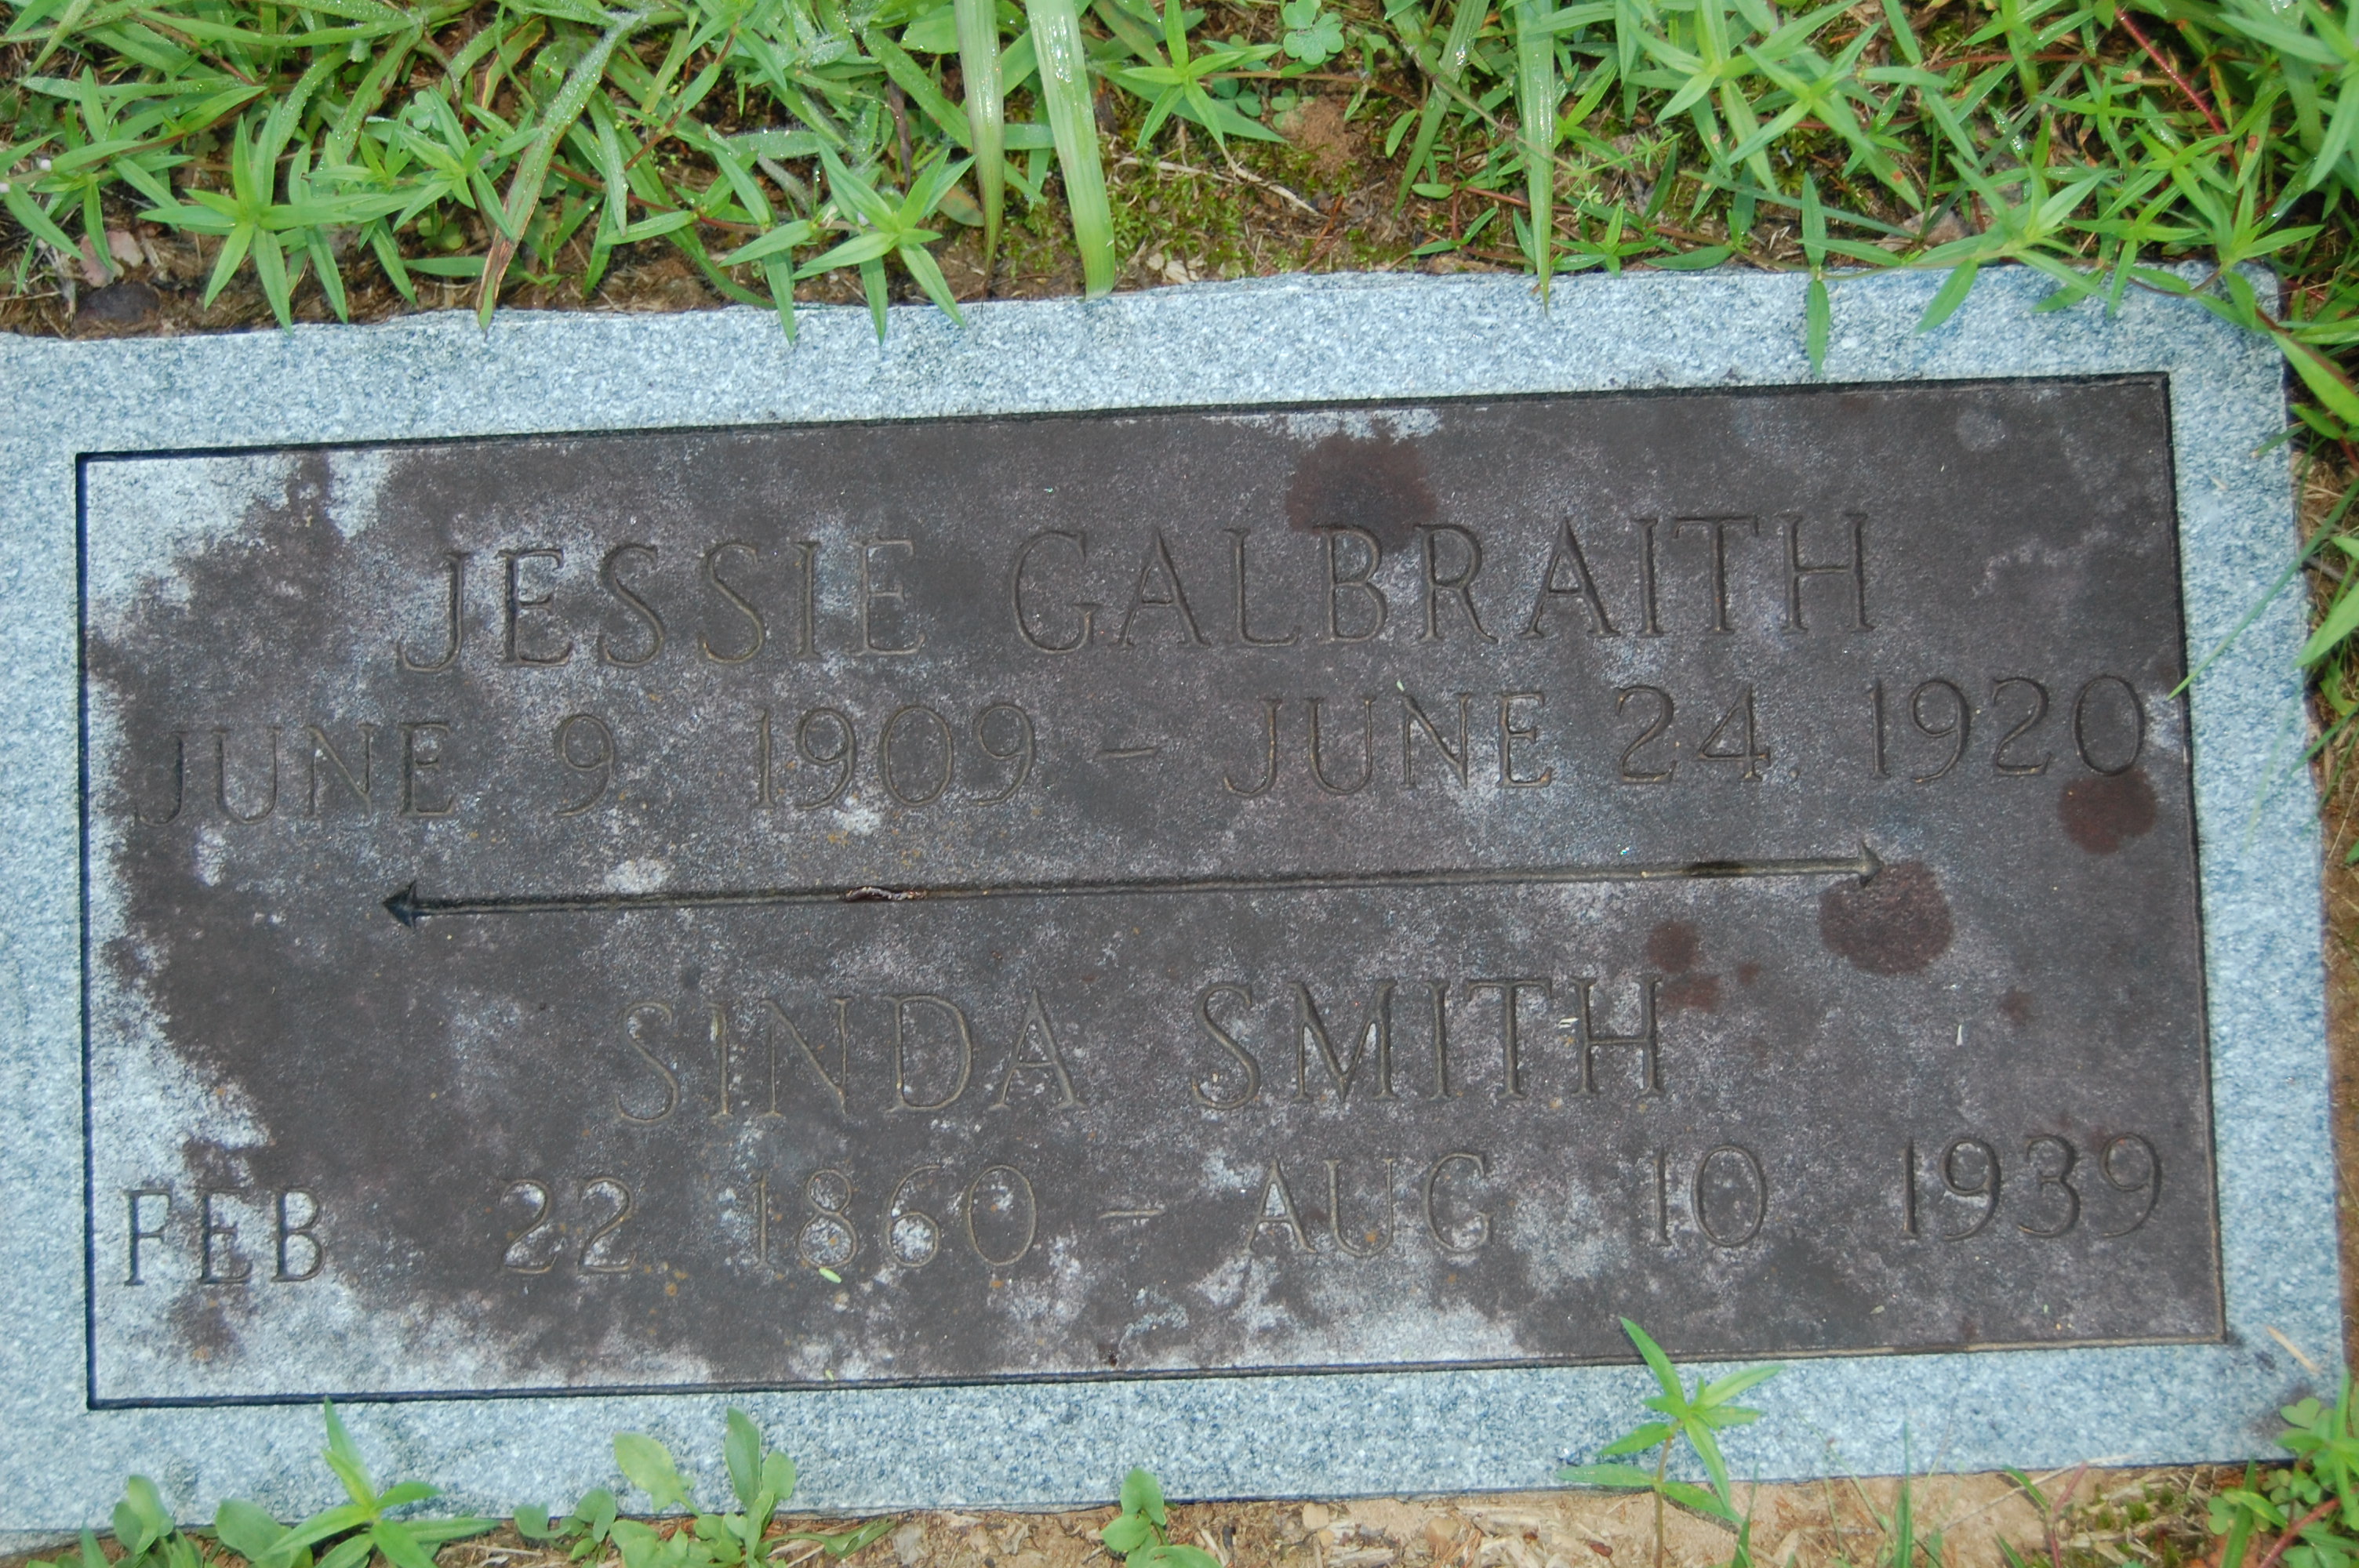 JESSIE GALBRAITH
JUNE 9 1909 - JUNE 24. 1920
SINDA SMITH
FEB 22 1860 - AUG 10 1939